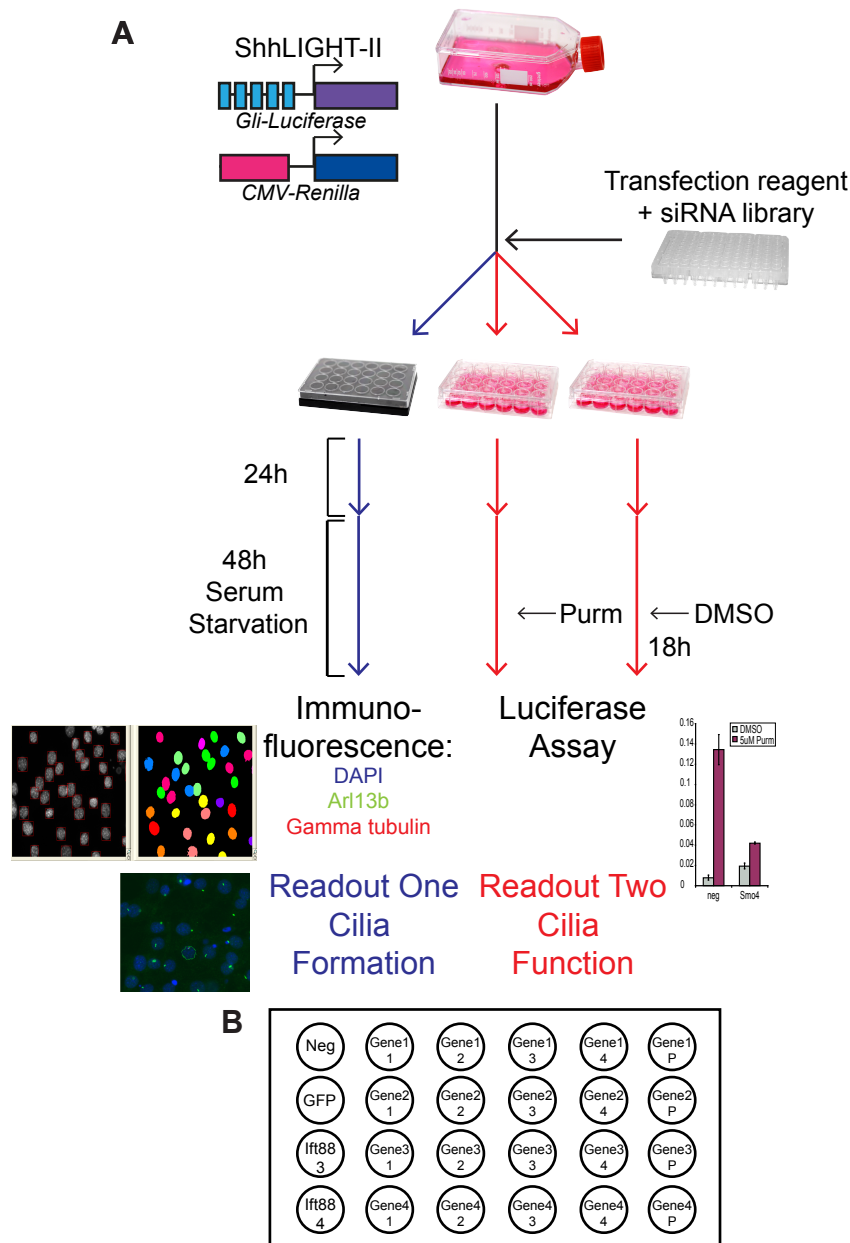 A
ShhLIGHT-II
Gli-Luciferase
CMV-Renilla
Transfection reagent
+ siRNA library
24h
48h
Serum
Starvation
Purm
DMSO
18h
Immuno-
fluorescence:
DAPI
Arl13b
Gamma tubulin
Luciferase
Assay
0.16
0.14
0.12
0.1
0.08
0.06
0.04
0.02
0
DMSO
5uM Purm
neg
Smo4
Readout One
Cilia
Formation
Readout Two
Cilia
Function
B
Neg
Gene1
1
Gene1
2
Gene1
3
Gene1
4
Gene1
P
GFP
Gene2
1
Gene2
2
Gene2
3
Gene2
4
Gene2
P
Ift88
3
Gene3
1
Gene3
2
Gene3
3
Gene3
4
Gene3
P
Ift88
4
Gene4
1
Gene4
2
Gene4
3
Gene4
4
Gene4
P